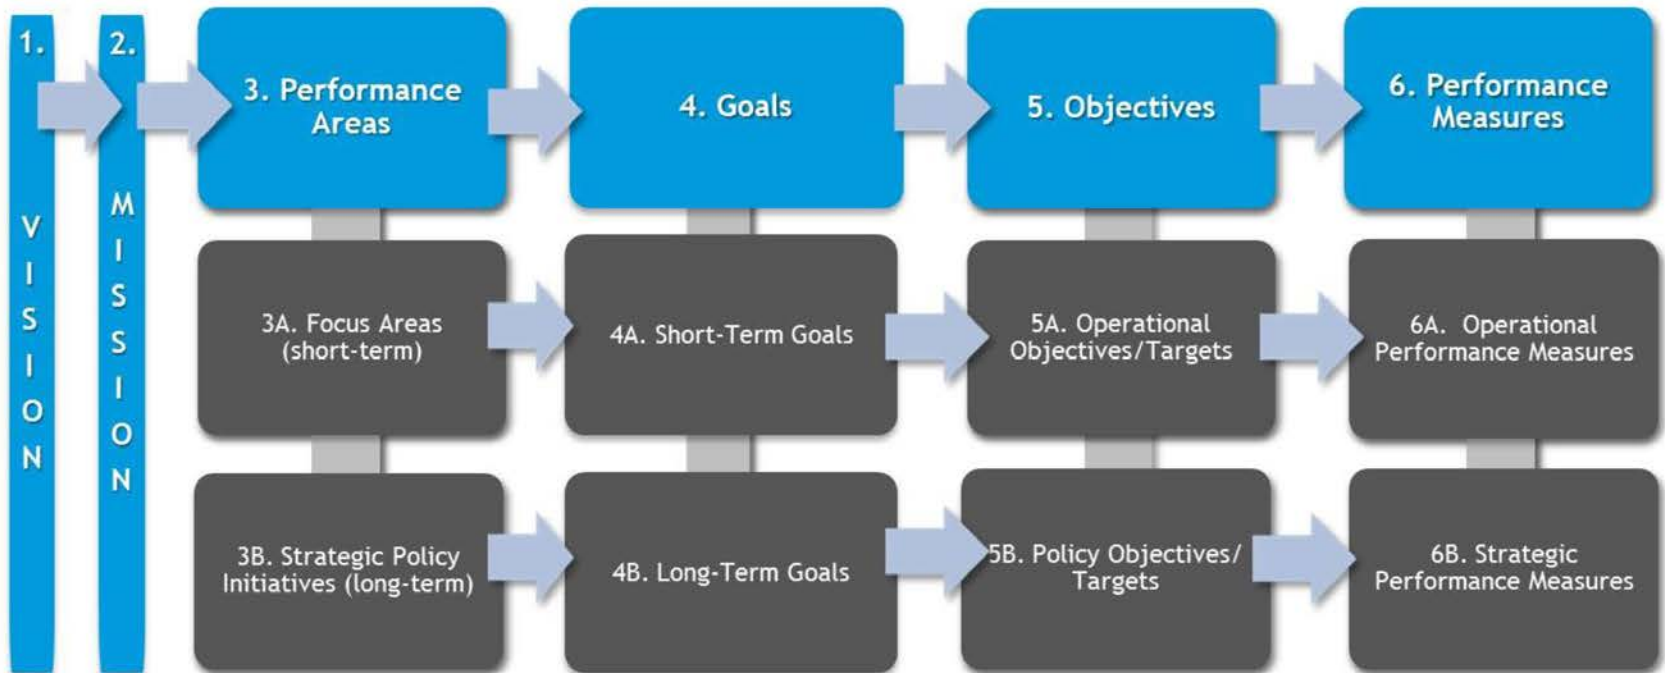 1.
VISION
2.
MISSION
3. Performance
Areas
4. Goals
5. Objectives
6. Performance
Measures
3A. Focus Areas
(short-term)
4A. Short-Term Goals
5A. Operational
Objectives/Targets
6A. Operational
Performance Measures
3B. Strategic Policy
Initiatives (long-term)
4B. Long-Term Goals
5B. Policy Objectives/
Targets
6B. Strategic
Performance Measures